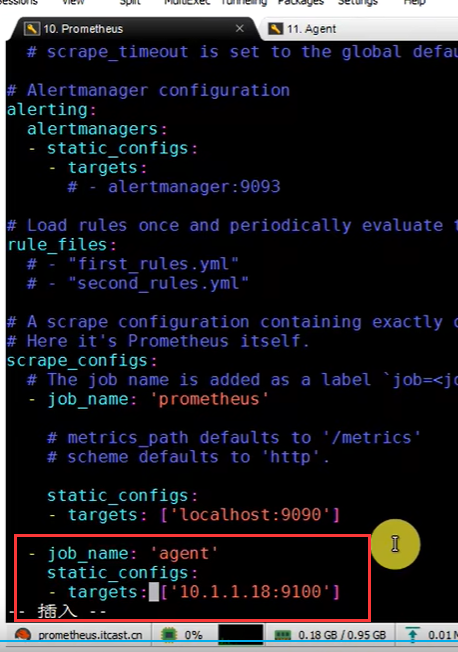 essions
View
Split
MultiExec
Tunneling
Packages
Settings
Help
10. Prometheus
11. Agent
# scrape_timeout is set to the global defau
# Alertmanager configuration
alerting:
alertmanagers:
- static_configs:
- targets:
# - alertmanager:9093
# Load rules once and periodically evaluate t
rule_files:
# - "first_rules.yml"
# - "second_rules.yml"
# A scrape configuration containing exactly o
# Here it's Prometheus itself.
scrape_configs:
# The job name is added as a label `job=<jo
- job_name: 'prometheus'
# metrics_path defaults to '/metrics'
# scheme defaults to 'http'.
static_configs:
- targets: ['localhost:9090']
- job_name: 'agent'
static_configs:
- targets: ['10.1.1.18:9100']
-- 插入 --
prometheus.itcast.cn 0% 0.18 GB / 0.95 GB 0.01 M